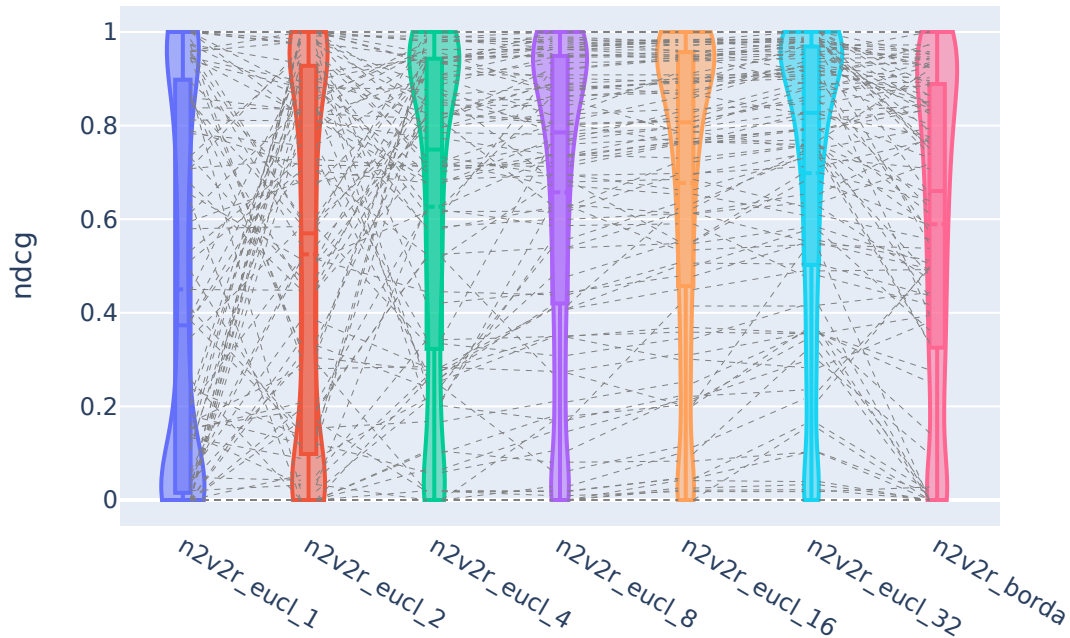 ndcg
1
0.8
0.6
0.4
0.2
0
n2v2r_eucl_1
n2v2r_eucl_2
n2v2r_eucl_4
n2v2r_eucl_8
n2v2r_eucl_16
n2v2r_eucl_32
n2v2r_borda